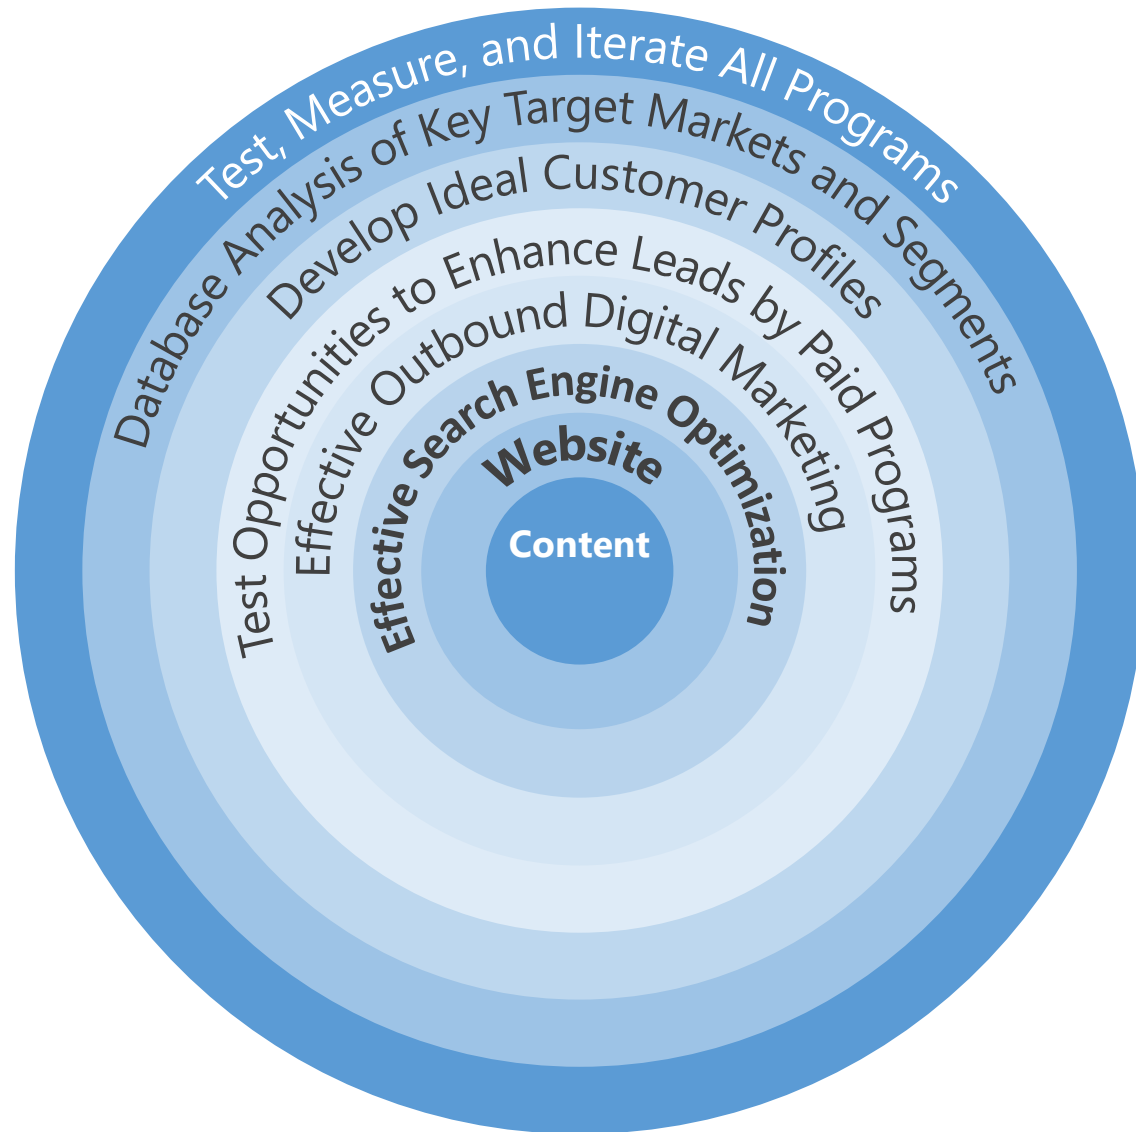 Test, Measure, and Iterate All Programs
Database Analysis of Key Target Markets and Segments
Develop Ideal Customer Profiles
Test Opportunities to Enhance Leads by Paid Programs
Effective Outbound Digital Marketing
Effective Search Engine Optimization
Website
Content